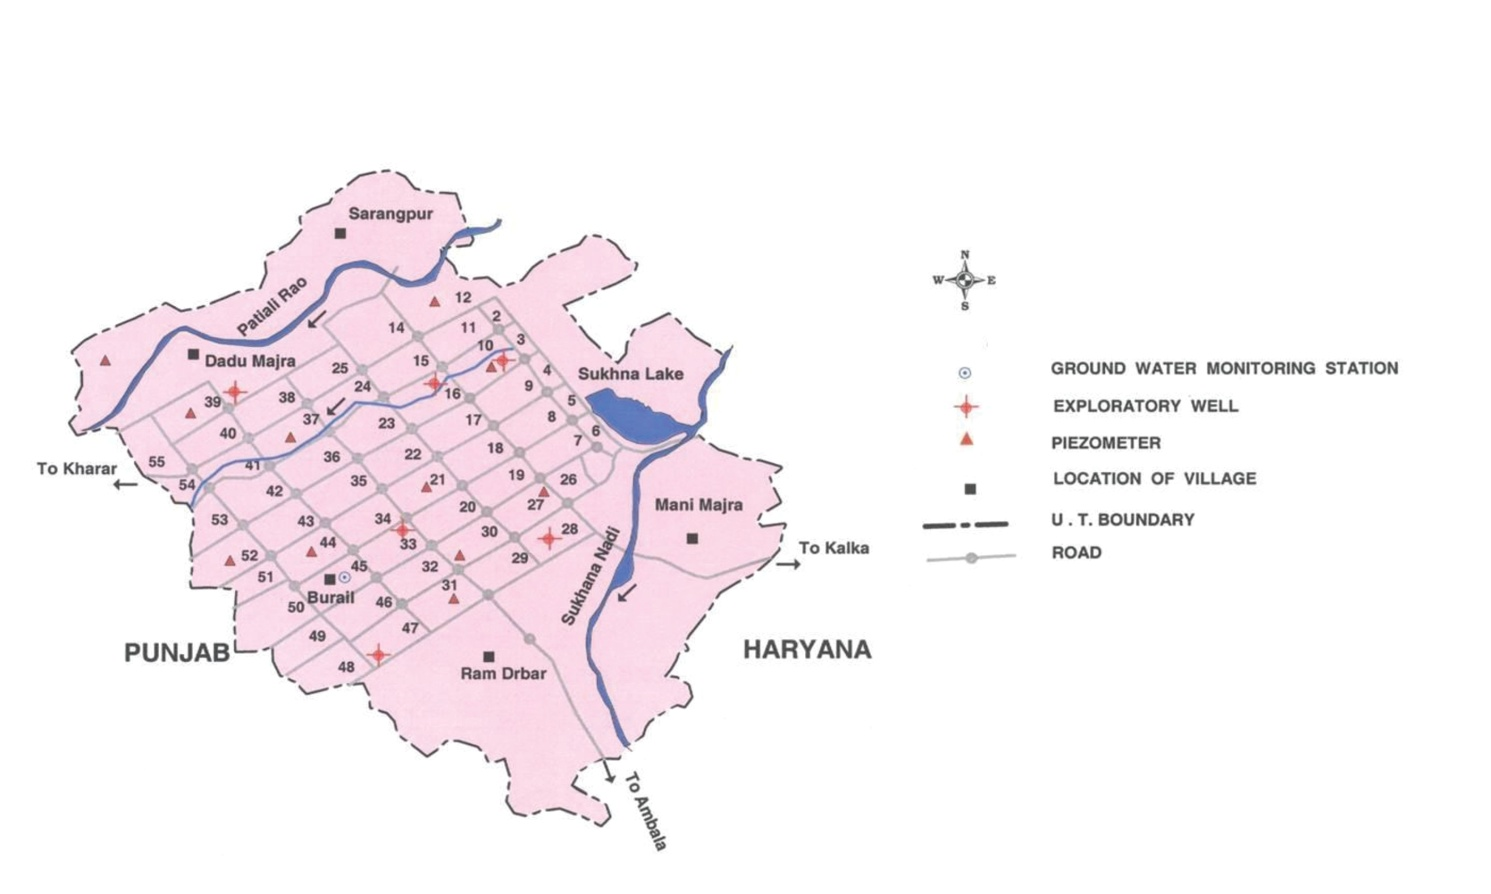 Sarangpur
Patiali Rao
Dadu Majra
12
2
14
11
3
10
15
4
25
Sukhna Lake
24
16
9
38
39
5
37
17
8
23
6
40
7
18
22
36
55
41
To Kharar
19
26
21
35
54
42
27
20
Mani Majra
34
53
43
30
28
44
33
To Kalka
52
29
45
32
51
31
Burail
46
50
Sukhana Nadi
47
49
48
PUNJAB
HARYANA
Ram Drbar
To Ambala
N
W
E
S
GROUND WATER MONITORING STATION
EXPLORATORY WELL
PIEZOMETER
LOCATION OF VILLAGE
U . T. BOUNDARY
ROAD